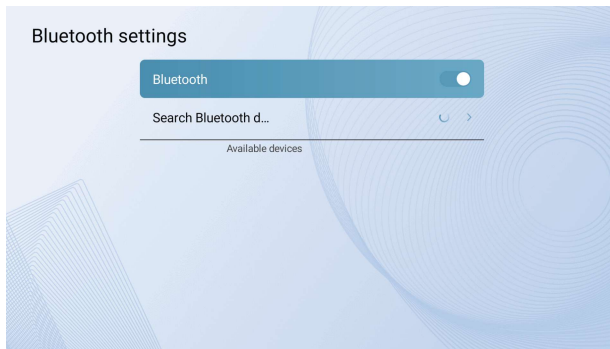 Bluetooth settings
Bluetooth
Search Bluetooth d...
Available devices